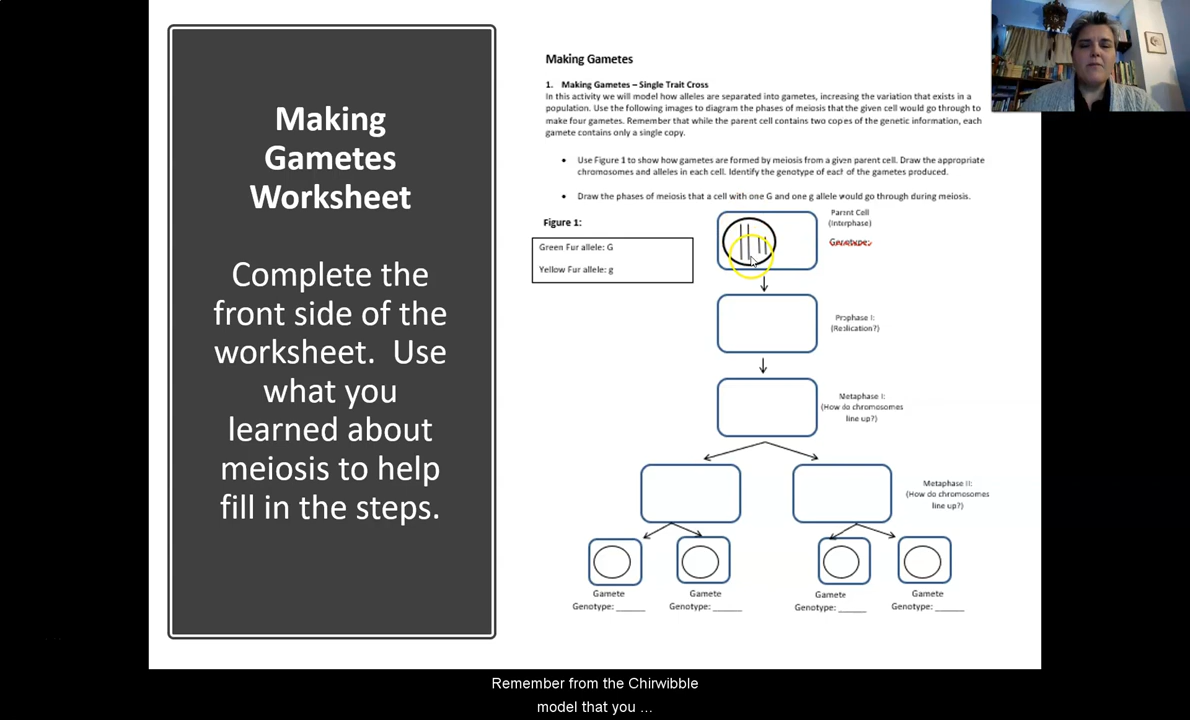 Making
Gametes
Worksheet
Complete the
front side of the
worksheet.  Use
what you
learned about
meiosis to help
fill in the steps.
Making Gametes
1. Making Gametes – Single Trait Cross
In this activity we will model how alleles are separated into gametes, increasing the variation that exists in a
population. Use the following images to diagram the phases of meiosis that the given cell would go through to
make four gametes. Remember that while the parent cell contains two copes of the genetic information, each
gamete contains only a single copy.
• Use Figure 1 to show how gametes are formed by meiosis from a given parent cell. Draw the appropriate
chromosomes and alleles in each cell. Identify the genotype of each of the gametes produced.
• Draw the phases of meiosis that a cell with one G and one g allele would go through during meiosis.
Figure 1:
Green Fur allele: G
Yellow Fur allele: g
Parent Cell
(Interphase)
Genotype:
Prophase I:
(Replication?)
Metaphase I:
(How do chromosomes
line up?)
Metaphase II:
(How do chromosomes
line up?)
Gamete
Genotype: ______
Gamete
Genotype: ______
Gamete
Genotype: ______
Gamete
Genotype: ______
Remember from the Chirwibble
model that you ...